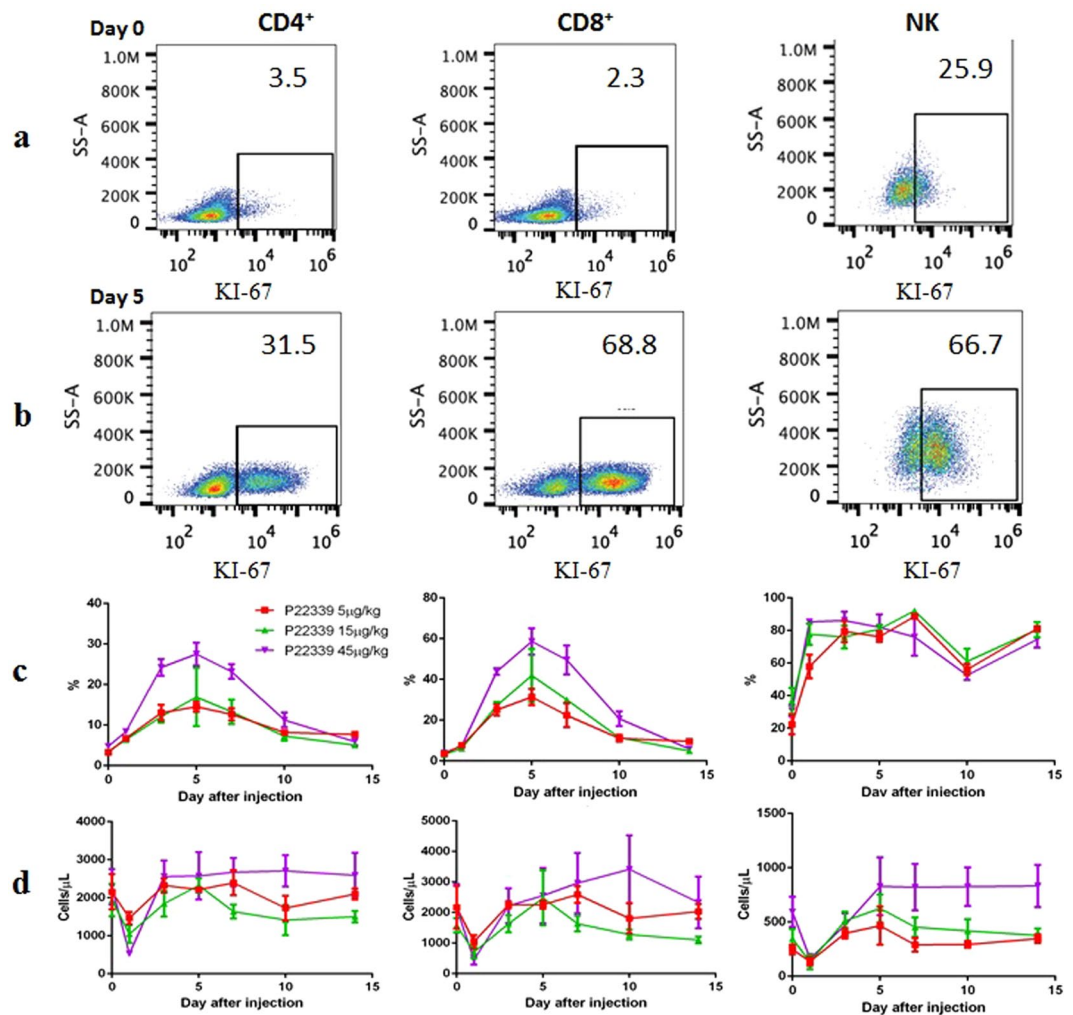 Day 0 CD4⁺ CD8⁺ NK
a
SS-A
1.0M
800K
600K
400K
200K
0
3.5
10² 10⁴ 10⁶
KI-67
SS-A
1.0M
800K
600K
400K
200K
0
2.3
10² 10⁴ 10⁶
KI-67
SS-A
1.0M
800K
600K
400K
200K
0
25.9
10² 10⁴ 10⁶
KI-67
Day 5
b
SS-A
1.0M
800K
600K
400K
200K
0
31.5
10² 10⁴ 10⁶
KI-67
SS-A
1.0M
800K
600K
400K
200K
0
68.8
10² 10⁴ 10⁶
KI-67
SS-A
1.0M
800K
600K
400K
200K
0
66.7
10² 10⁴ 10⁶
KI-67
c
%
40
30
20
10
0
P22339 5μg/kg
P22339 15μg/kg
P22339 45μg/kg
0 5 10 15
Day after injection
%
80
60
40
20
0
0 5 10 15
Day after injection
%
100
80
60
40
20
0
0 5 10 15
Day after injection
d
Cells/μL
4000
3000
2000
1000
0
0 5 10 15
Day after injection
Cells/μL
5000
4000
3000
2000
1000
0
0 5 10 15
Day after injection
Cells/μL
1500
1000
500
0
0 5 10 15
Day after injection